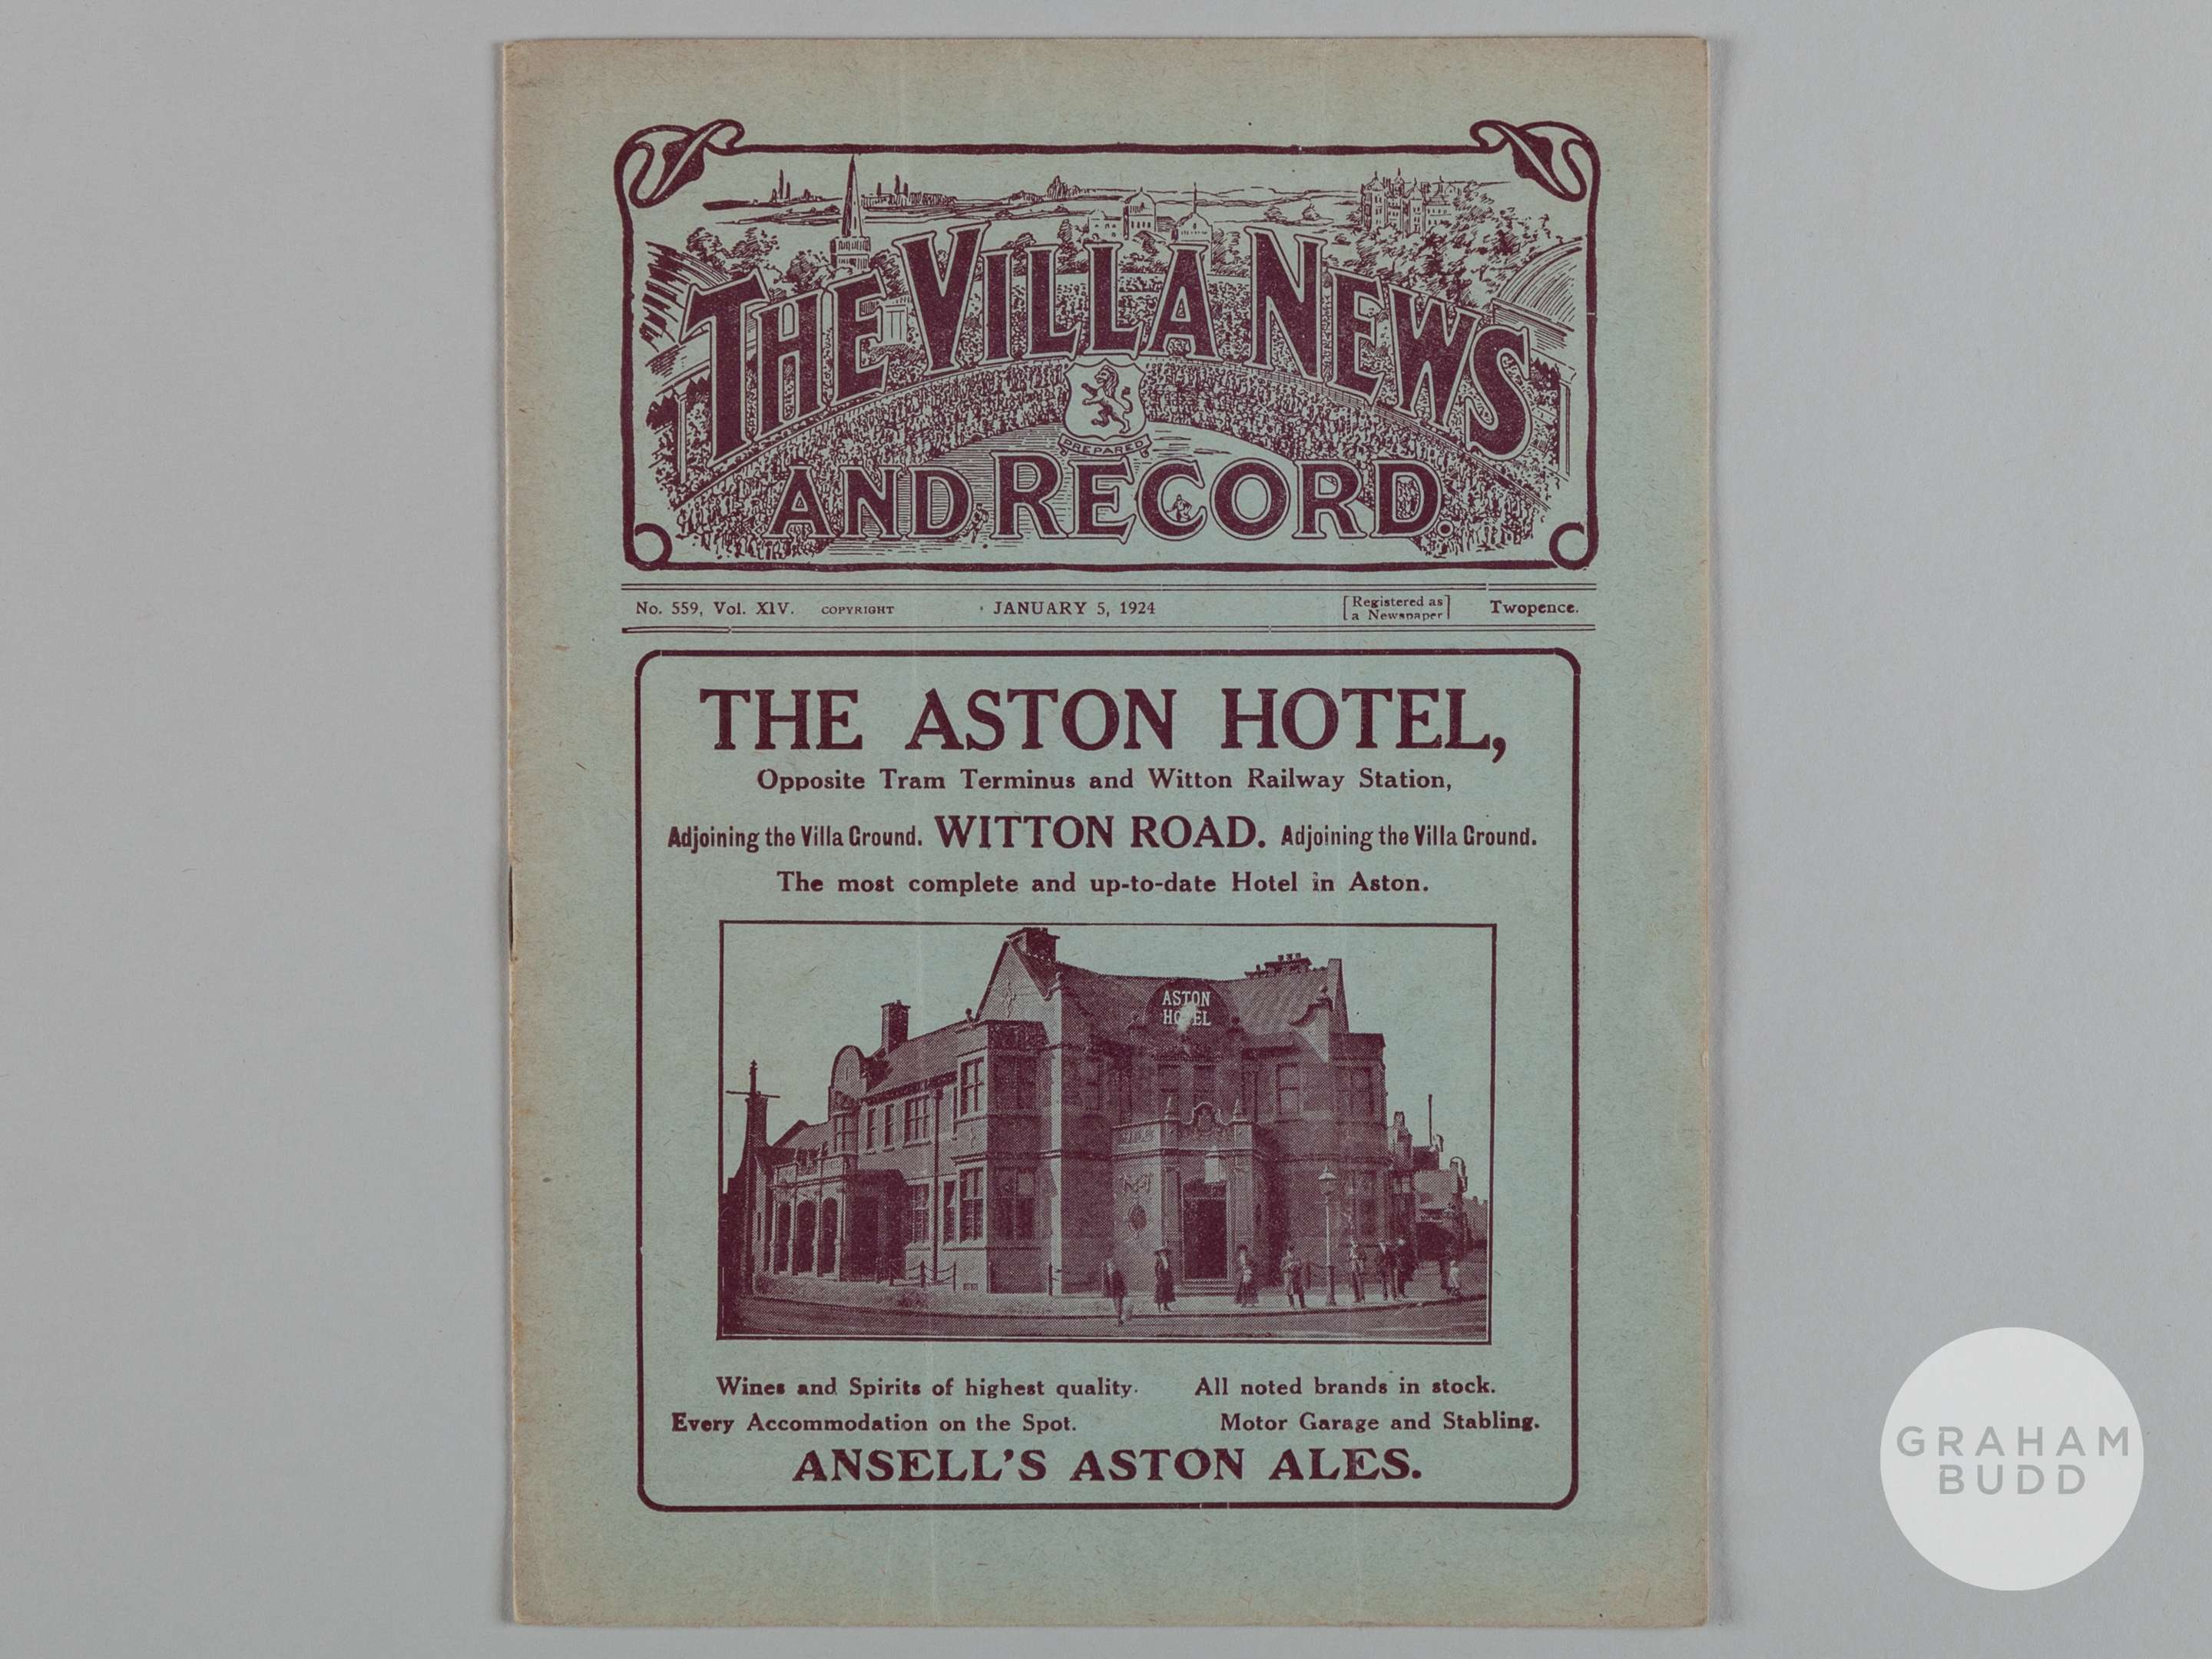 THE VILLA NEWS
PREPARED
AND RECORD.
No. 559, Vol. XIV. COPYRIGHT JANUARY 5, 1924 [Registered as a Newspaper] Twopence.
THE ASTON HOTEL,
Opposite Tram Terminus and Witton Railway Station,
Adjoining the Villa Ground. WITTON ROAD. Adjoining the Villa Ground.
The most complete and up-to-date Hotel in Aston.
ASTON
HOTEL
Wines and Spirits of highest quality. All noted brands in stock.
Every Accommodation on the Spot. Motor Garage and Stabling.
ANSELL'S ASTON ALES.
GRAHAM
BUDD